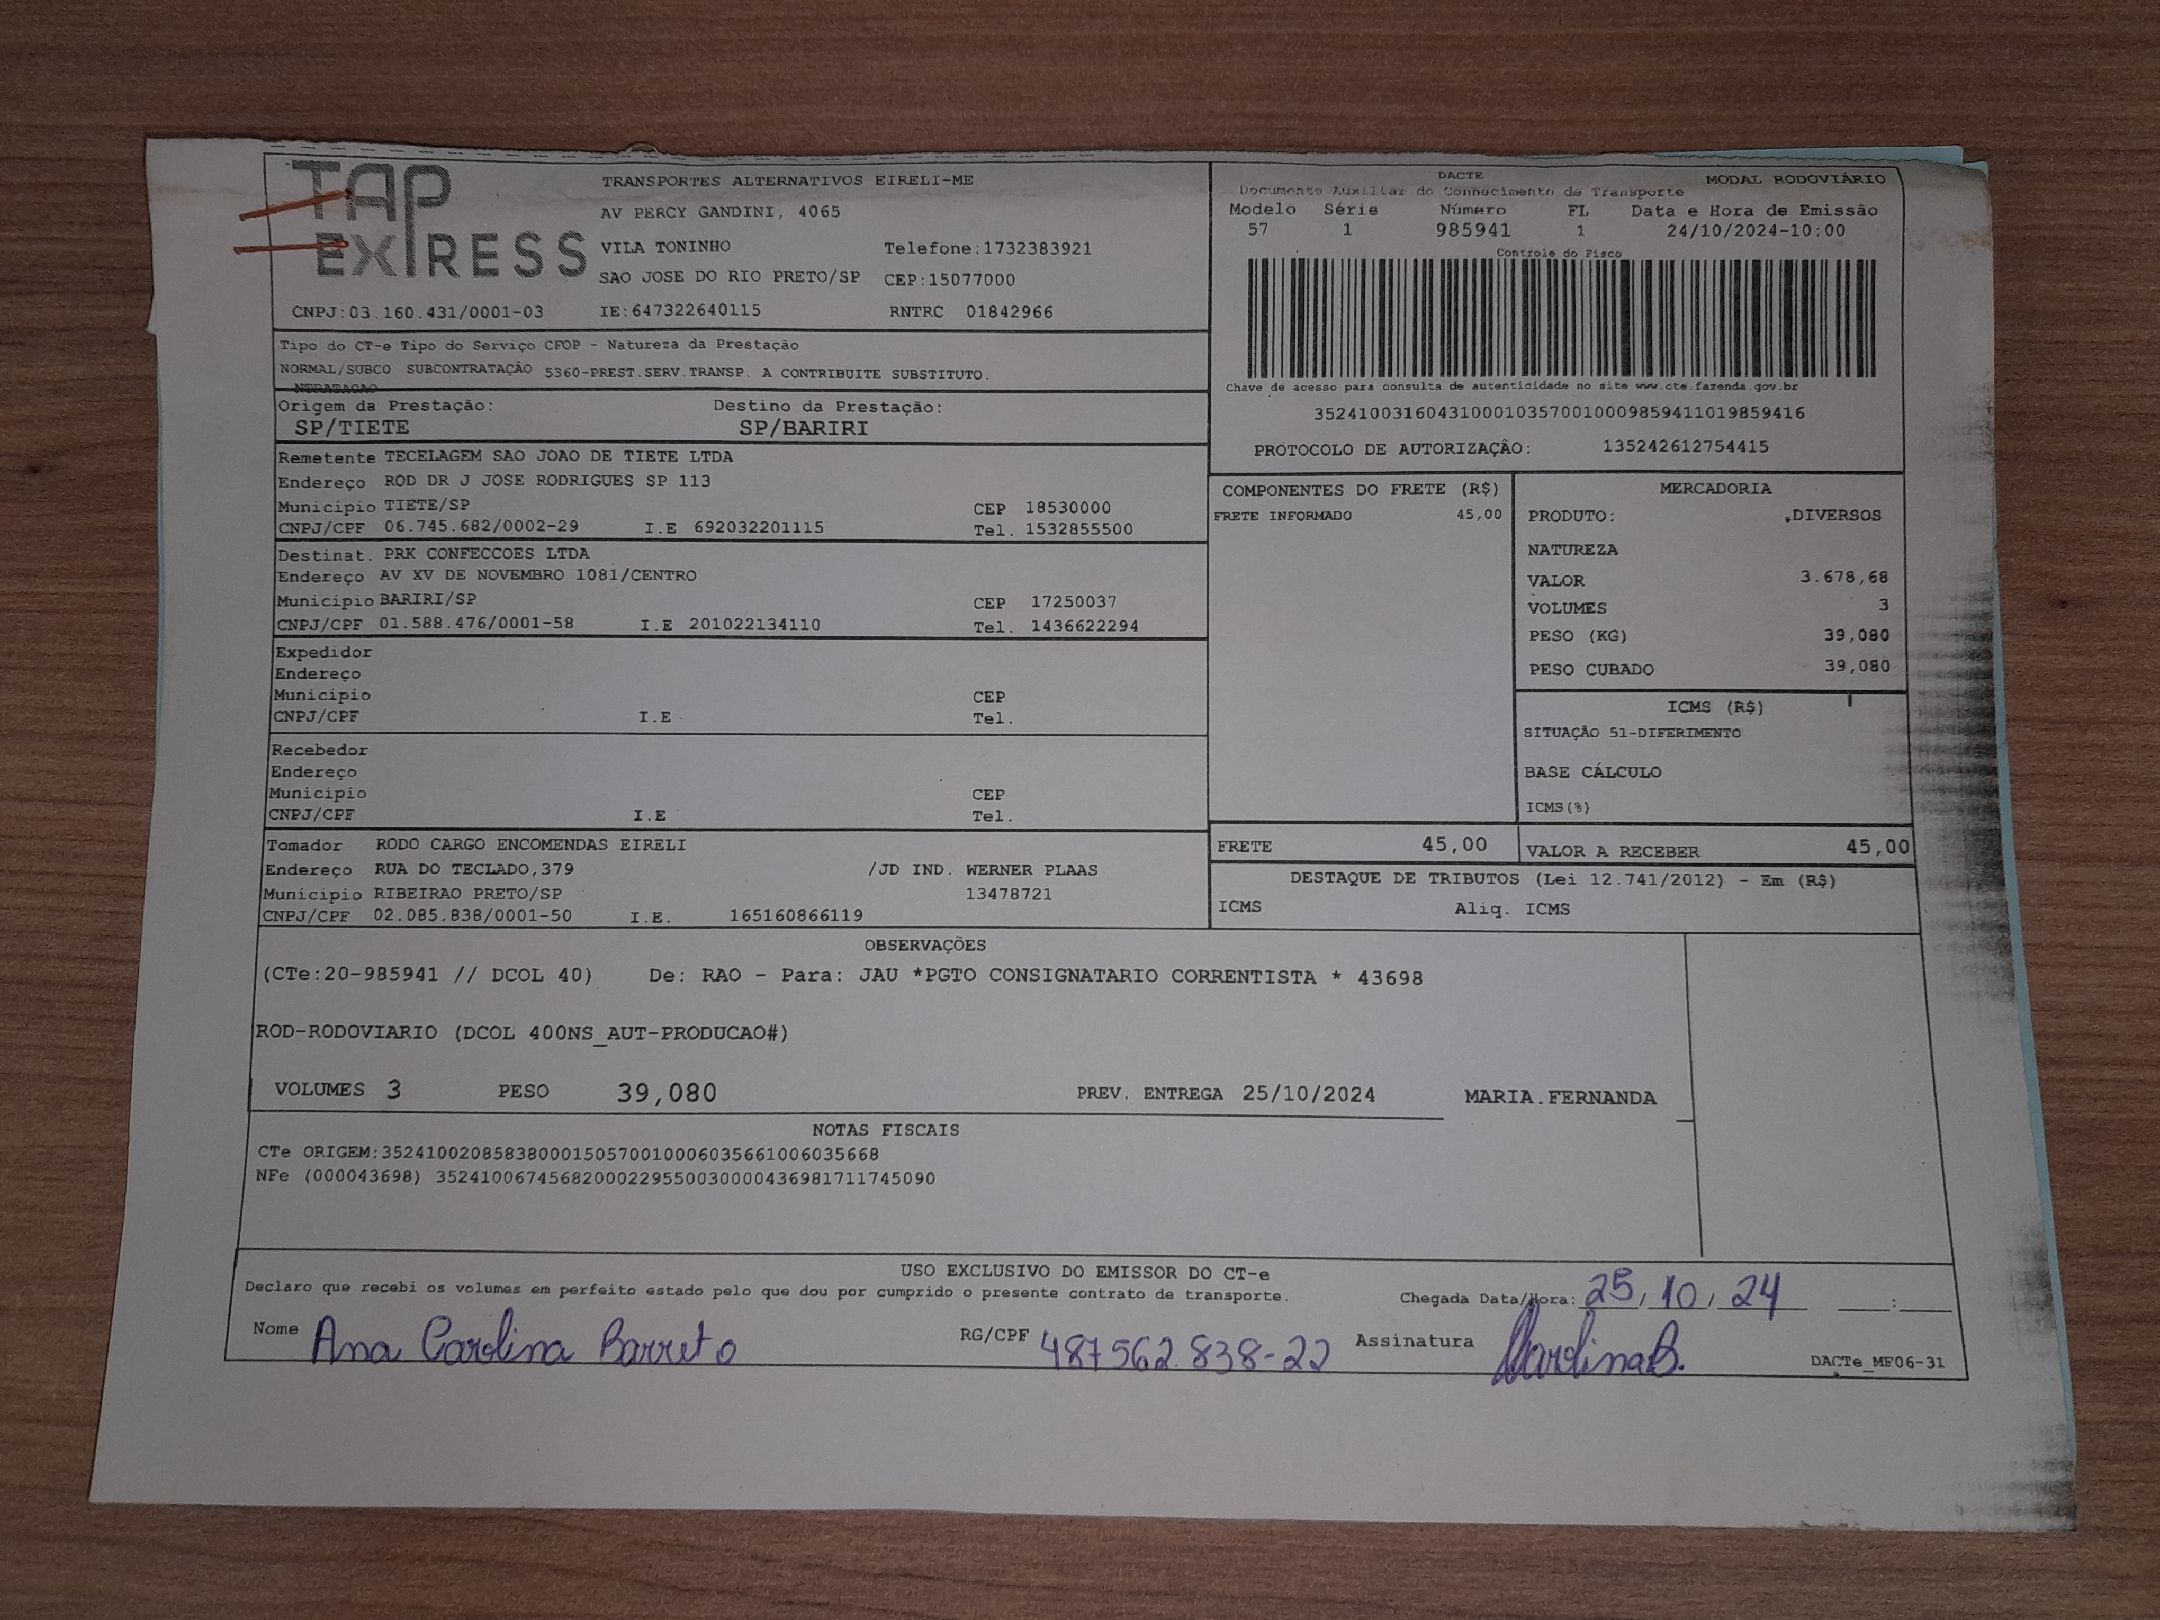 TAP EXPRESS
TRANSPORTES ALTERNATIVOS EIRELI-ME
AV PERCY GANDINI, 4065
VILA TONINHO Telefone:1732383921
SAO JOSE DO RIO PRETO/SP CEP:15077000
CNPJ:03.160.431/0001-03 IE:647322640115 RNTRC 01842966
DACTE MODAL RODOVIÁRIO
Documento Auxiliar do Conhecimento de Transporte
Modelo Série Número FL Data e Hora de Emissão
57 1 985941 1 24/10/2024-10:00
Controle do Fisco
Chave de acesso para consulta de autenticidade no site www.cte.fazenda.gov.br
35241003160431000103570010009859411019859416
PROTOCOLO DE AUTORIZAÇÃO: 135242612754415
Tipo do CT-e Tipo do Serviço CFOP - Natureza da Prestação
NORMAL/SUBCO SUBCONTRATAÇÃO 5360-PREST.SERV.TRANSP. A CONTRIBUITE SUBSTITUTO.
NTRATACAO
Origem da Prestação: Destino da Prestação:
SP/TIETE SP/BARIRI
Remetente TECELAGEM SAO JOAO DE TIETE LTDA
Endereço ROD DR J JOSE RODRIGUES SP 113
Município TIETE/SP CEP 18530000
CNPJ/CPF 06.745.682/0002-29 I.E 692032201115 Tel. 1532855500
Destinat. PRK CONFECCOES LTDA
Endereço AV XV DE NOVEMBRO 1081/CENTRO
Município BARIRI/SP CEP 17250037
CNPJ/CPF 01.588.476/0001-58 I.E 201022134110 Tel. 1436622294
Expedidor
Endereço
Município CEP
CNPJ/CPF I.E Tel.
Recebedor
Endereço
Município CEP
CNPJ/CPF I.E Tel.
Tomador RODO CARGO ENCOMENDAS EIRELI
Endereço RUA DO TECLADO,379 /JD IND. WERNER PLAAS
Município RIBEIRAO PRETO/SP 13478721
CNPJ/CPF 02.085.838/0001-50 I.E. 165160866119
COMPONENTES DO FRETE (R$)
FRETE INFORMADO 45,00
MERCADORIA
PRODUTO: .DIVERSOS
NATUREZA
VALOR 3.678,68
VOLUMES 3
PESO (KG) 39,080
PESO CUBADO 39,080
ICMS (R$)
SITUAÇÃO 51-DIFERIMENTO
BASE CÁLCULO
ICMS(%)
FRETE 45,00 VALOR A RECEBER 45,00
DESTAQUE DE TRIBUTOS (Lei 12.741/2012) - Em (R$)
ICMS Aliq. ICMS
OBSERVAÇÕES
(CTe:20-985941 // DCOL 40) De: RAO - Para: JAU *PGTO CONSIGNATARIO CORRENTISTA * 43698
ROD-RODOVIARIO (DCOL 400NS_AUT-PRODUCAO#)
VOLUMES 3 PESO 39,080 PREV. ENTREGA 25/10/2024 MARIA.FERNANDA
NOTAS FISCAIS
CTe ORIGEM:35241002085838000150570010006035661006035668
NFe (000043698) 35241006745682000229550030000436981711745090
USO EXCLUSIVO DO EMISSOR DO CT-e
Declaro que recebi os volumes em perfeito estado pelo que dou por cumprido o presente contrato de transporte.
Chegada Data/Hora: 25/10/24 ____:____
Nome Ana Carolina Barreto RG/CPF 487562.838-22 Assinatura Carolina B.
DACTe_MF06-31